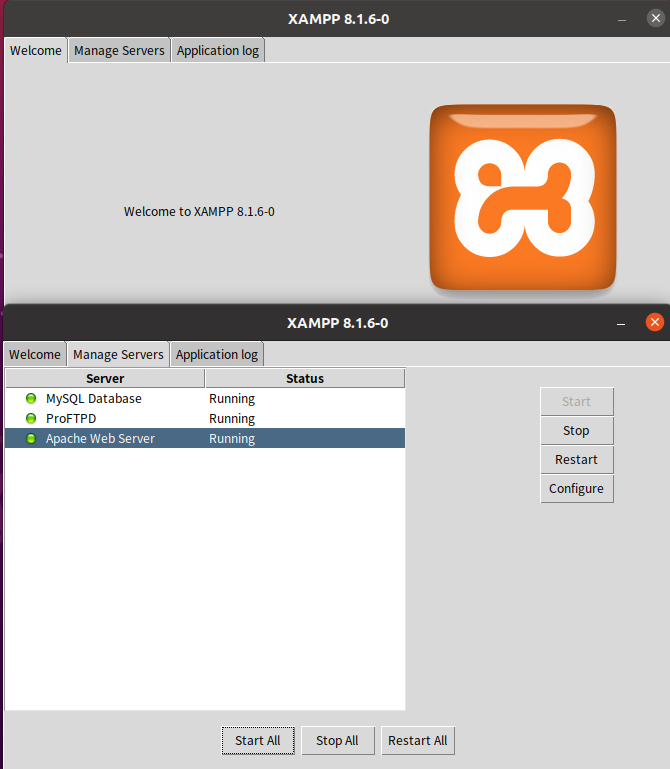 XAMPP 8.1.6-0
Welcome Manage Servers Application log
Welcome to XAMPP 8.1.6-0
XAMPP 8.1.6-0
Welcome Manage Servers Application log
Server Status
MySQL Database Running
ProFTPD Running
Apache Web Server Running
Start
Stop
Restart
Configure
Start All Stop All Restart All